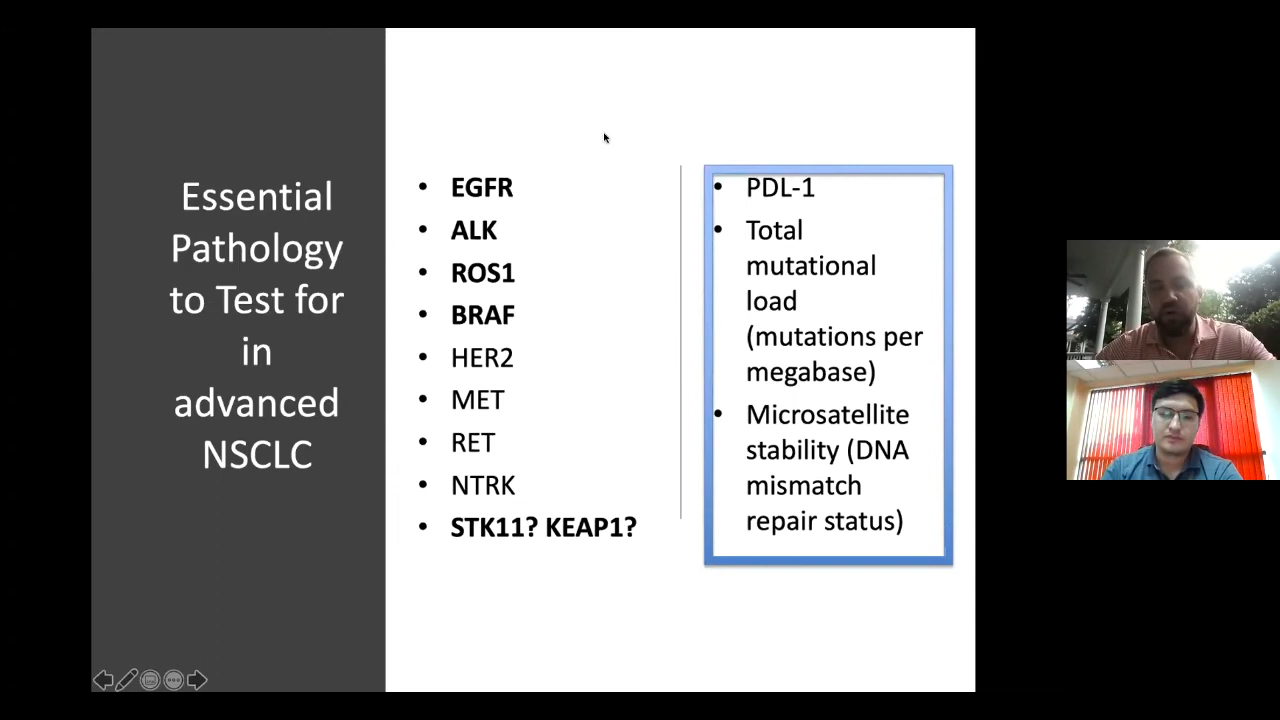 Essential
Pathology
to Test for
in
advanced
NSCLC
• EGFR
• ALK
• ROS1
• BRAF
• HER2
• MET
• RET
• NTRK
• STK11? KEAP1?
• PDL-1
• Total
mutational
load
(mutations per
megabase)
• Microsatellite
stability (DNA
mismatch
repair status)